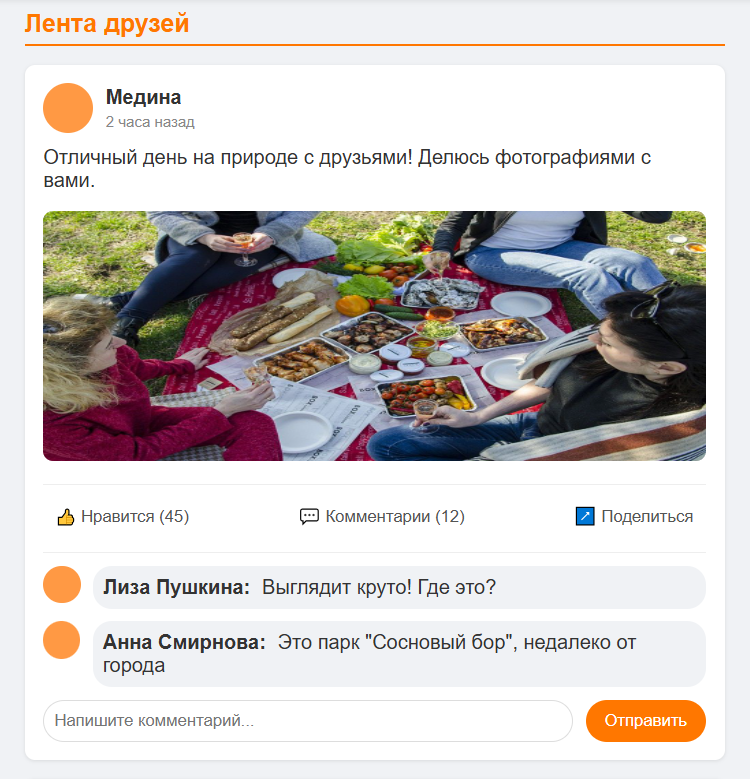 Лента друзей
Медина
2 часа назад
Отличный день на природе с друзьями! Делюсь фотографиями с
вами.
Нравится (45)
Комментарии (12)
Поделиться
Лиза Пушкина: Выглядит круто! Где это?
Анна Смирнова: Это парк "Сосновый бор", недалеко от
города
Напишите комментарий...
Отправить